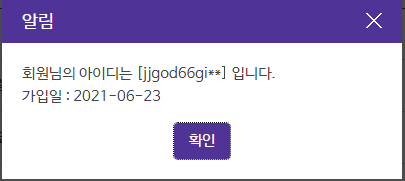 알림
회원님의 아이디는 [jjgod66gi**] 입니다.
가입일 : 2021-06-23
확인